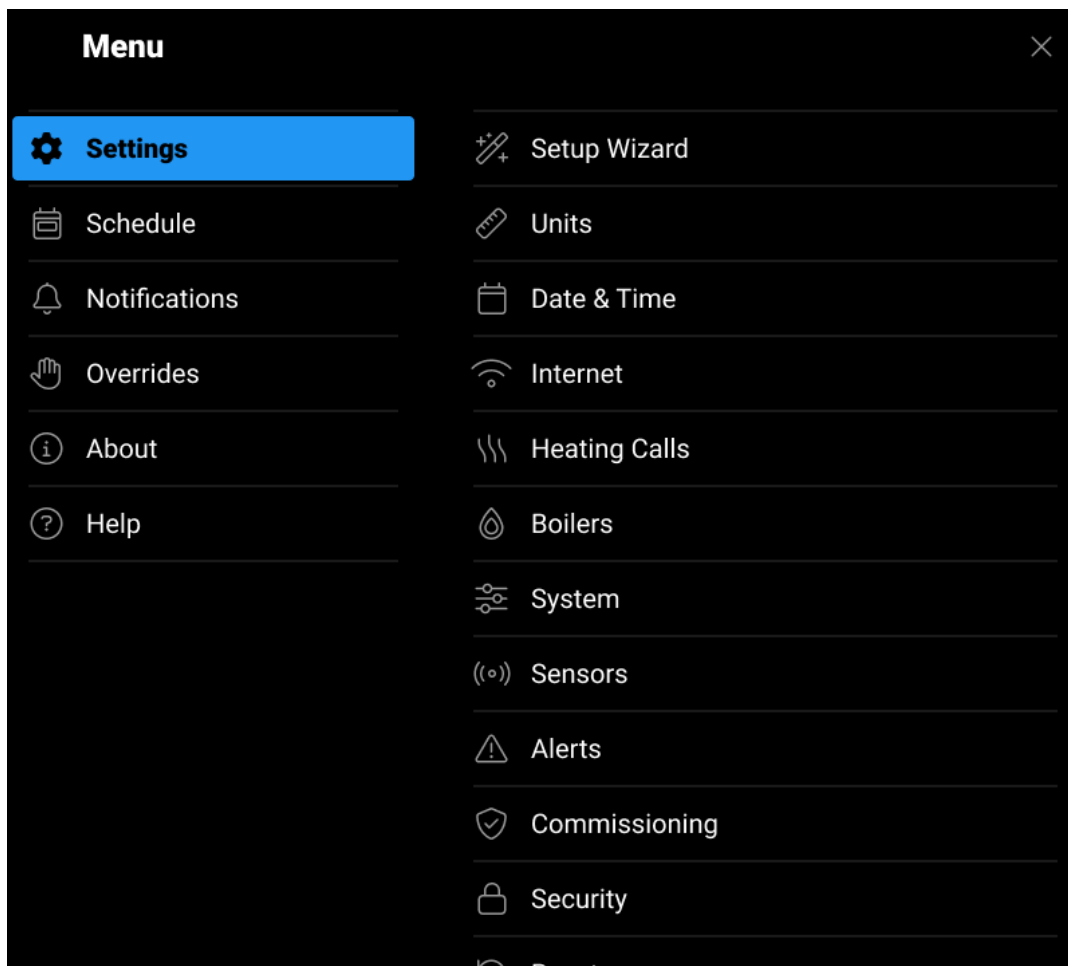 Menu
Settings
Schedule
Notifications
Overrides
About
Help
Setup Wizard
Units
Date & Time
Internet
Heating Calls
Boilers
System
Sensors
Alerts
Commissioning
Security